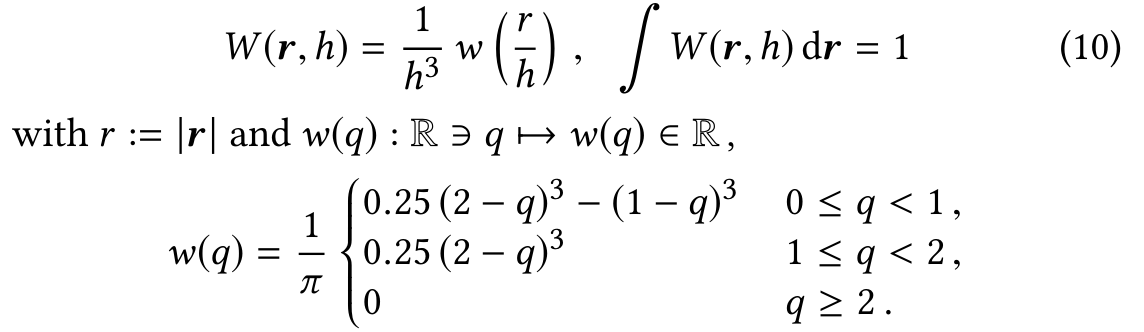 W(r, h) = 1/h³ w(r/h) , ∫ W(r, h) dr = 1 (10)
with r := |r| and w(q) : ℝ ∋ q ↦ w(q) ∈ ℝ ,
w(q) = 1/π { 0.25 (2 − q)³ − (1 − q)³ 0 ≤ q < 1 ,
0.25 (2 − q)³ 1 ≤ q < 2 ,
0 q ≥ 2 .